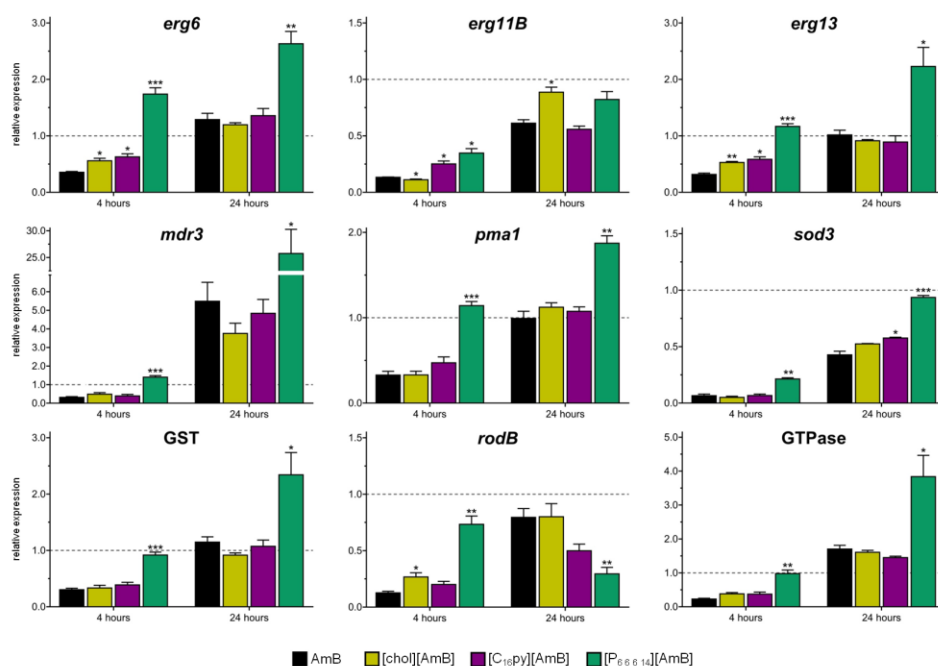 erg6
relative expression
3.0
2.0
1.0
0.0
* * *** **
4 hours 24 hours
erg11B
1.5
1.0
0.5
0.0
* * * *
4 hours 24 hours
erg13
3.0
2.0
1.0
0.0
** * *** *
4 hours 24 hours
mdr3
relative expression
30.0
25.0
6.0
5.0
4.0
3.0
2.0
1.0
0.0
*** *
4 hours 24 hours
pma1
2.0
1.5
1.0
0.5
0.0
*** **
4 hours 24 hours
sod3
1.5
1.0
0.5
0.0
** * ***
4 hours 24 hours
GST
relative expression
3.0
2.0
1.0
0.0
*** *
4 hours 24 hours
rodB
1.5
1.0
0.5
0.0
* ** **
4 hours 24 hours
GTPase
5.0
4.0
3.0
2.0
1.0
0.0
** *
4 hours 24 hours
AmB [chol][AmB] [C16py][AmB] [P6 6 6 14][AmB]